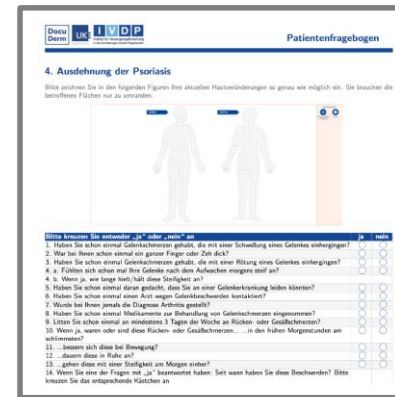 Docu
Derm
UK
IVDP
Patientenfragebogen
4. Ausdehnung der Psoriasis
Bitte zeichnen Sie in den folgenden Figuren Ihre aktuellen Hautveränderungen so genau wie möglich ein. Sie brauchen die
betroffenen Flächen nur zu umranden.
Bitte kreuzen Sie entweder „ja“ oder „nein“ an ja nein
1. Haben Sie schon einmal Gelenkschmerzen gehabt, die mit einer Schwellung eines Gelenkes einhergingen?
2. War bei Ihnen schon einmal ein ganzer Finger oder Zeh dick?
3. Haben Sie schon einmal Gelenkschmerzen gehabt, die mit einer Rötung eines Gelenkes einhergingen?
4. a. Fühlten sich schon mal Ihre Gelenke nach dem Aufwachen morgens steif an?
4. b. Wenn ja, wie lange hielt/hält diese Steifigkeit an?
5. Haben Sie schon einmal daran gedacht, dass Sie an einer Gelenkerkrankung leiden könnten?
6. Haben Sie schon einmal einen Arzt wegen Gelenkbeschwerden kontaktiert?
7. Wurde bei Ihnen jemals die Diagnose Arthritis gestellt?
8. Haben Sie schon einmal Medikamente zur Behandlung von Gelenkschmerzen eingenommen?
9. Litten Sie schon einmal an mindestens 3 Tagen der Woche an Rücken- oder Gesäßschmerzen?
10. Wenn ja, waren oder sind diese Rücken- oder Gesäßschmerzen... ...in den frühen Morgenstunden am
schlimmsten?
11. ...bessern sich diese bei Bewegung?
12. ...dauern diese in Ruhe an?
13. ...gehen diese mit einer Steifigkeit am Morgen einher?
14. Wenn Sie eine der Fragen mit „ja“ beantwortet haben: Seit wann haben Sie diese Beschwerden? Bitte
kreuzen Sie das entsprechende Kästchen an